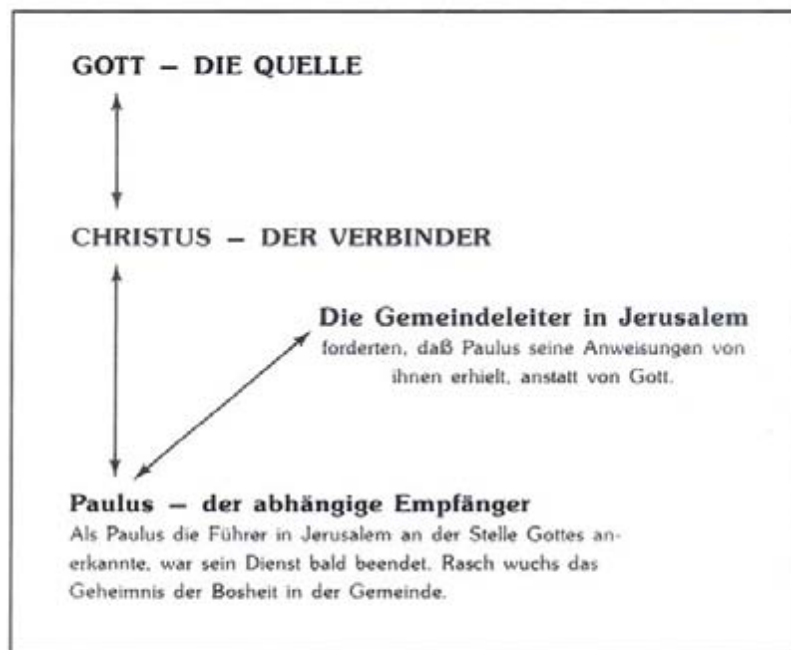 GOTT – DIE QUELLE
CHRISTUS – DER VERBINDER
Die Gemeindeleiter in Jerusalem
forderten, daß Paulus seine Anweisungen von
ihnen erhielt, anstatt von Gott.
Paulus – der abhängige Empfänger
Als Paulus die Führer in Jerusalem an der Stelle Gottes an-
erkannte, war sein Dienst bald beendet. Rasch wuchs das
Geheimnis der Bosheit in der Gemeinde.